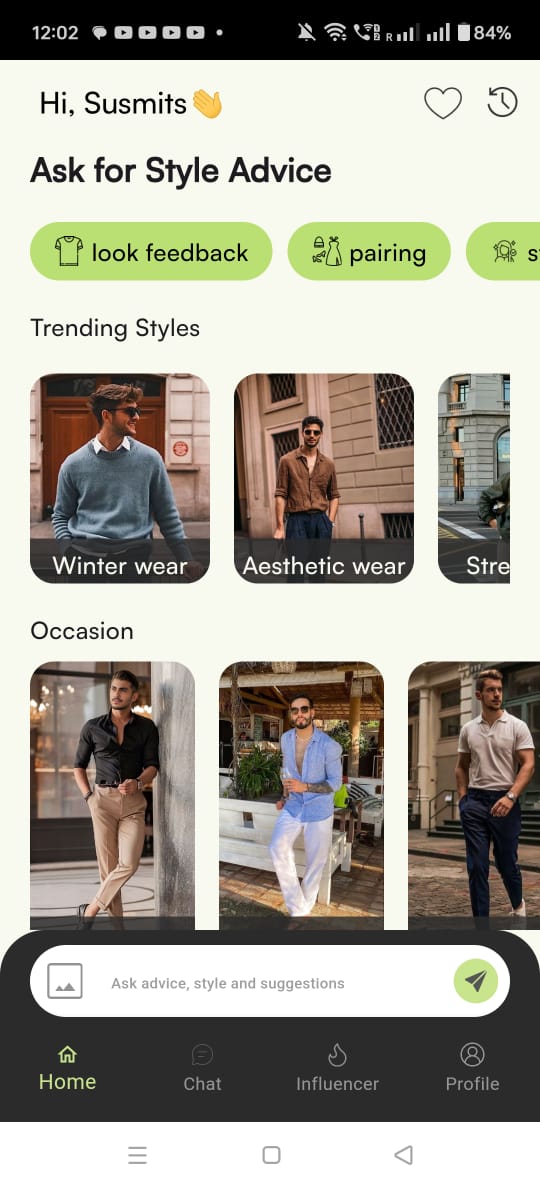 12:02
84%
Hi, Susmits👋
Ask for Style Advice
look feedback
pairing
Trending Styles
Winter wear
Aesthetic wear
Stre
Occasion
Ask advice, style and suggestions
Home
Chat
Influencer
Profile